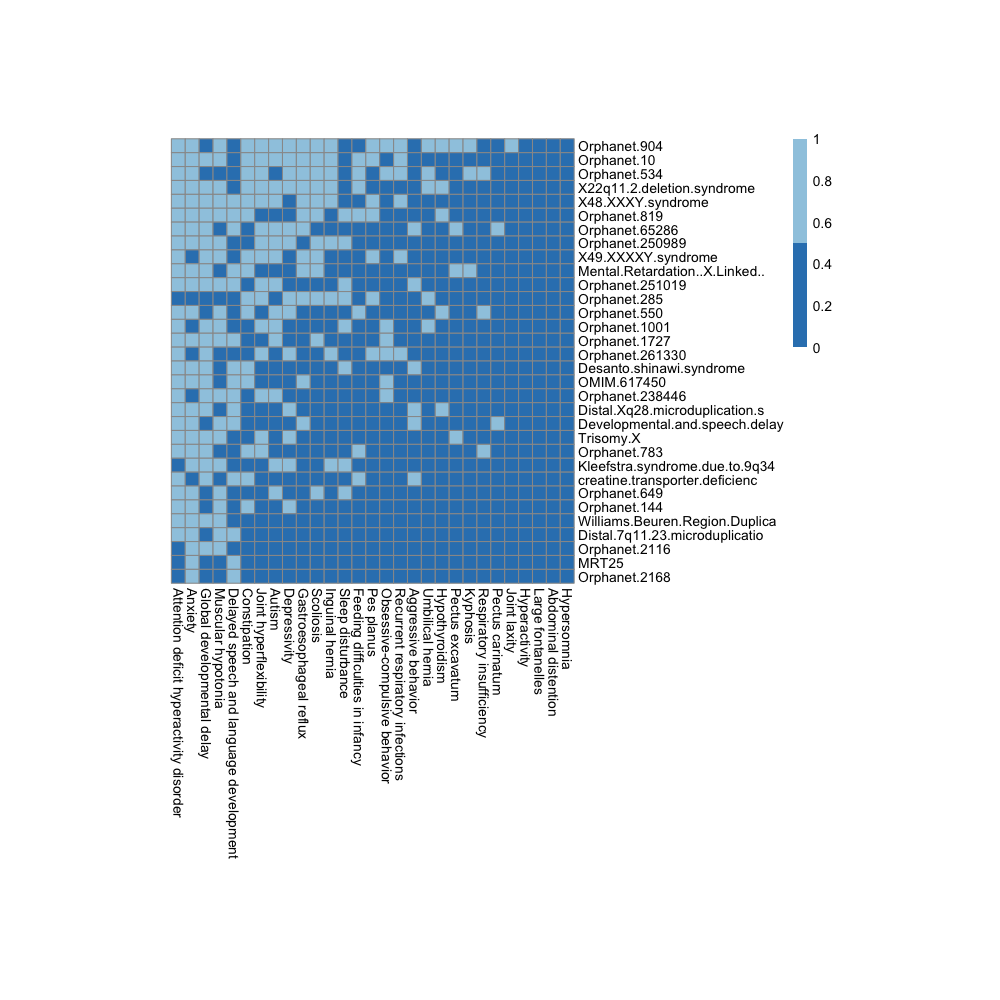 Orphanet.904
Orphanet.10
Orphanet.534
X22q11.2.deletion.syndrome
X48.XXXY.syndrome
Orphanet.819
Orphanet.65286
Orphanet.250989
X49.XXXXY.syndrome
Mental.Retardation..X.Linked..
Orphanet.251019
Orphanet.285
Orphanet.550
Orphanet.1001
Orphanet.1727
Orphanet.261330
Desanto.shinawi.syndrome
OMIM.617450
Orphanet.238446
Distal.Xq28.microduplication.s
Developmental.and.speech.delay
Trisomy.X
Orphanet.783
Kleefstra.syndrome.due.to.9q34
creatine.transporter.deficienc
Orphanet.649
Orphanet.144
Williams.Beuren.Region.Duplica
Distal.7q11.23.microduplicatio
Orphanet.2116
MRT25
Orphanet.2168
1
0.8
0.6
0.4
0.2
0
Attention deficit hyperactivity disorder
Anxiety
Global developmental delay
Muscular hypotonia
Delayed speech and language development
Constipation
Joint hyperflexibility
Autism
Depressivity
Gastroesophageal reflux
Scoliosis
Inguinal hernia
Sleep disturbance
Feeding difficulties in infancy
Pes planus
Obsessive-compulsive behavior
Recurrent respiratory infections
Aggressive behavior
Umbilical hernia
Hypothyroidism
Pectus excavatum
Kyphosis
Respiratory insufficiency
Pectus carinatum
Joint laxity
Hyperactivity
Large fontanelles
Abdominal distention
Hypersomnia